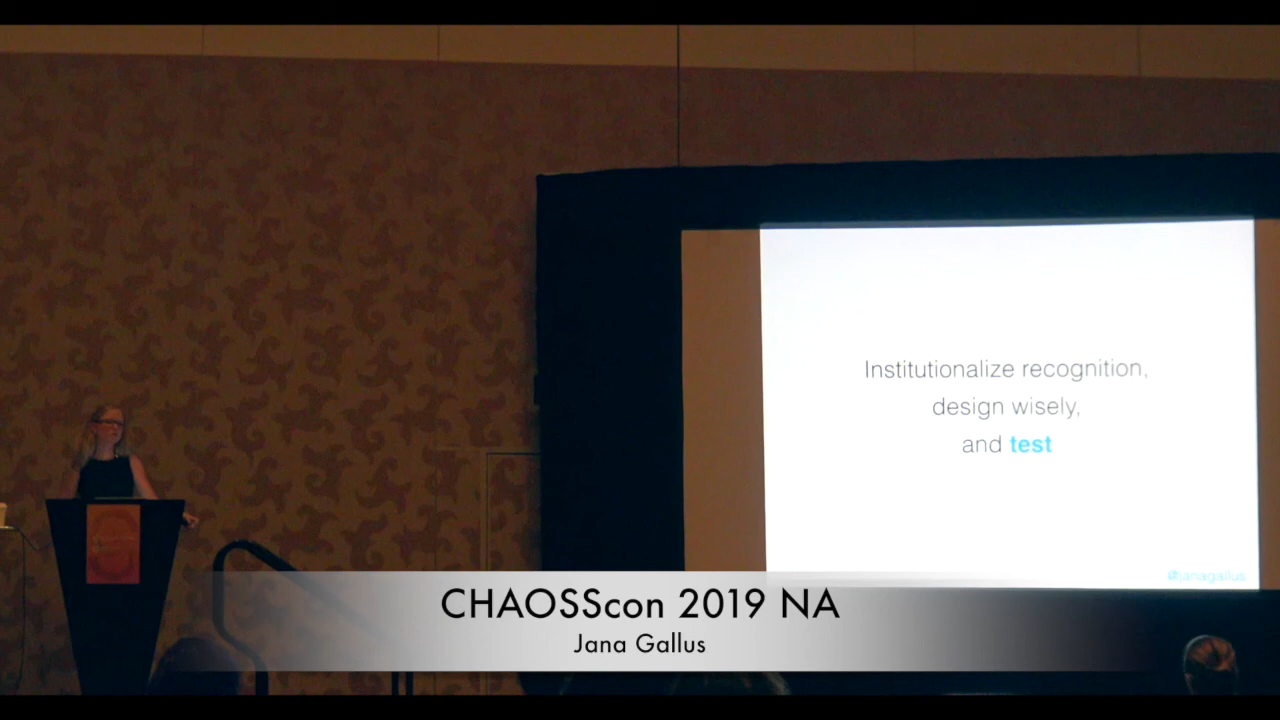 Institutionalize recognition,
design wisely,
and test
@janagallus
CHAOSScon 2019 NA
Jana Gallus